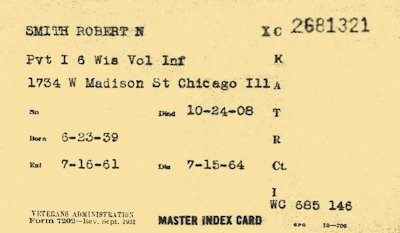 SMITH ROBERT N XC 2681321
Pvt I 6 Wis Vol Inf K
1734 W Madison St Chicago Ill A
Died 10-24-08 T
Born 6-23-39 R
Enl 7-16-61 Dis 7-15-64 Ct.
I
WC 685 146
VETERANS ADMINISTRATION
Form 7202—Rev. Sept. 1931 MASTER INDEX CARD GPO